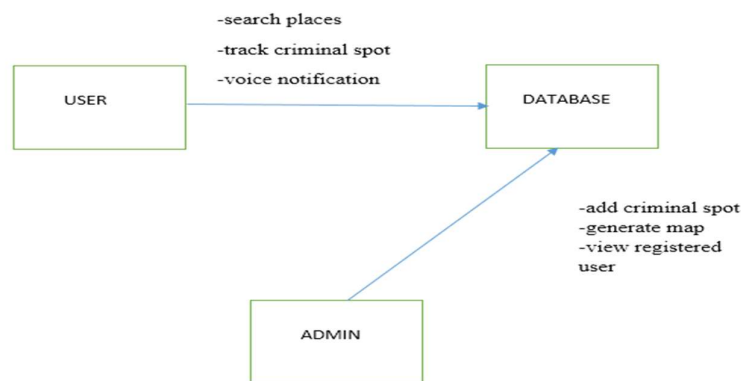 -search places
-track criminal spot
-voice notification
USER
DATABASE
-add criminal spot
-generate map
-view registered
user
ADMIN